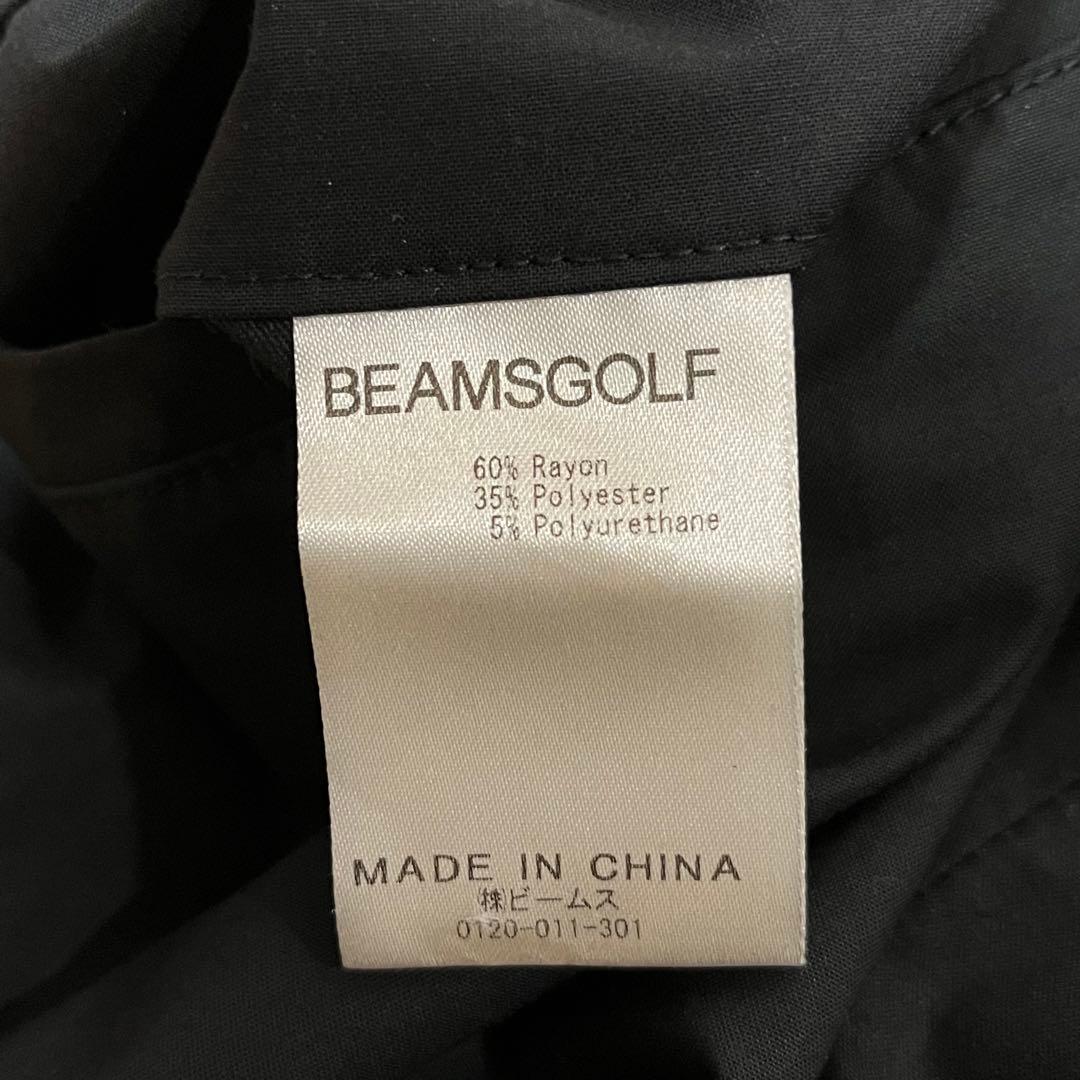 BEAMSGOLF
60% Rayon
35% Polyester
5% Polyurethane
MADE IN CHINA
㈱ビームス
0120-011-301